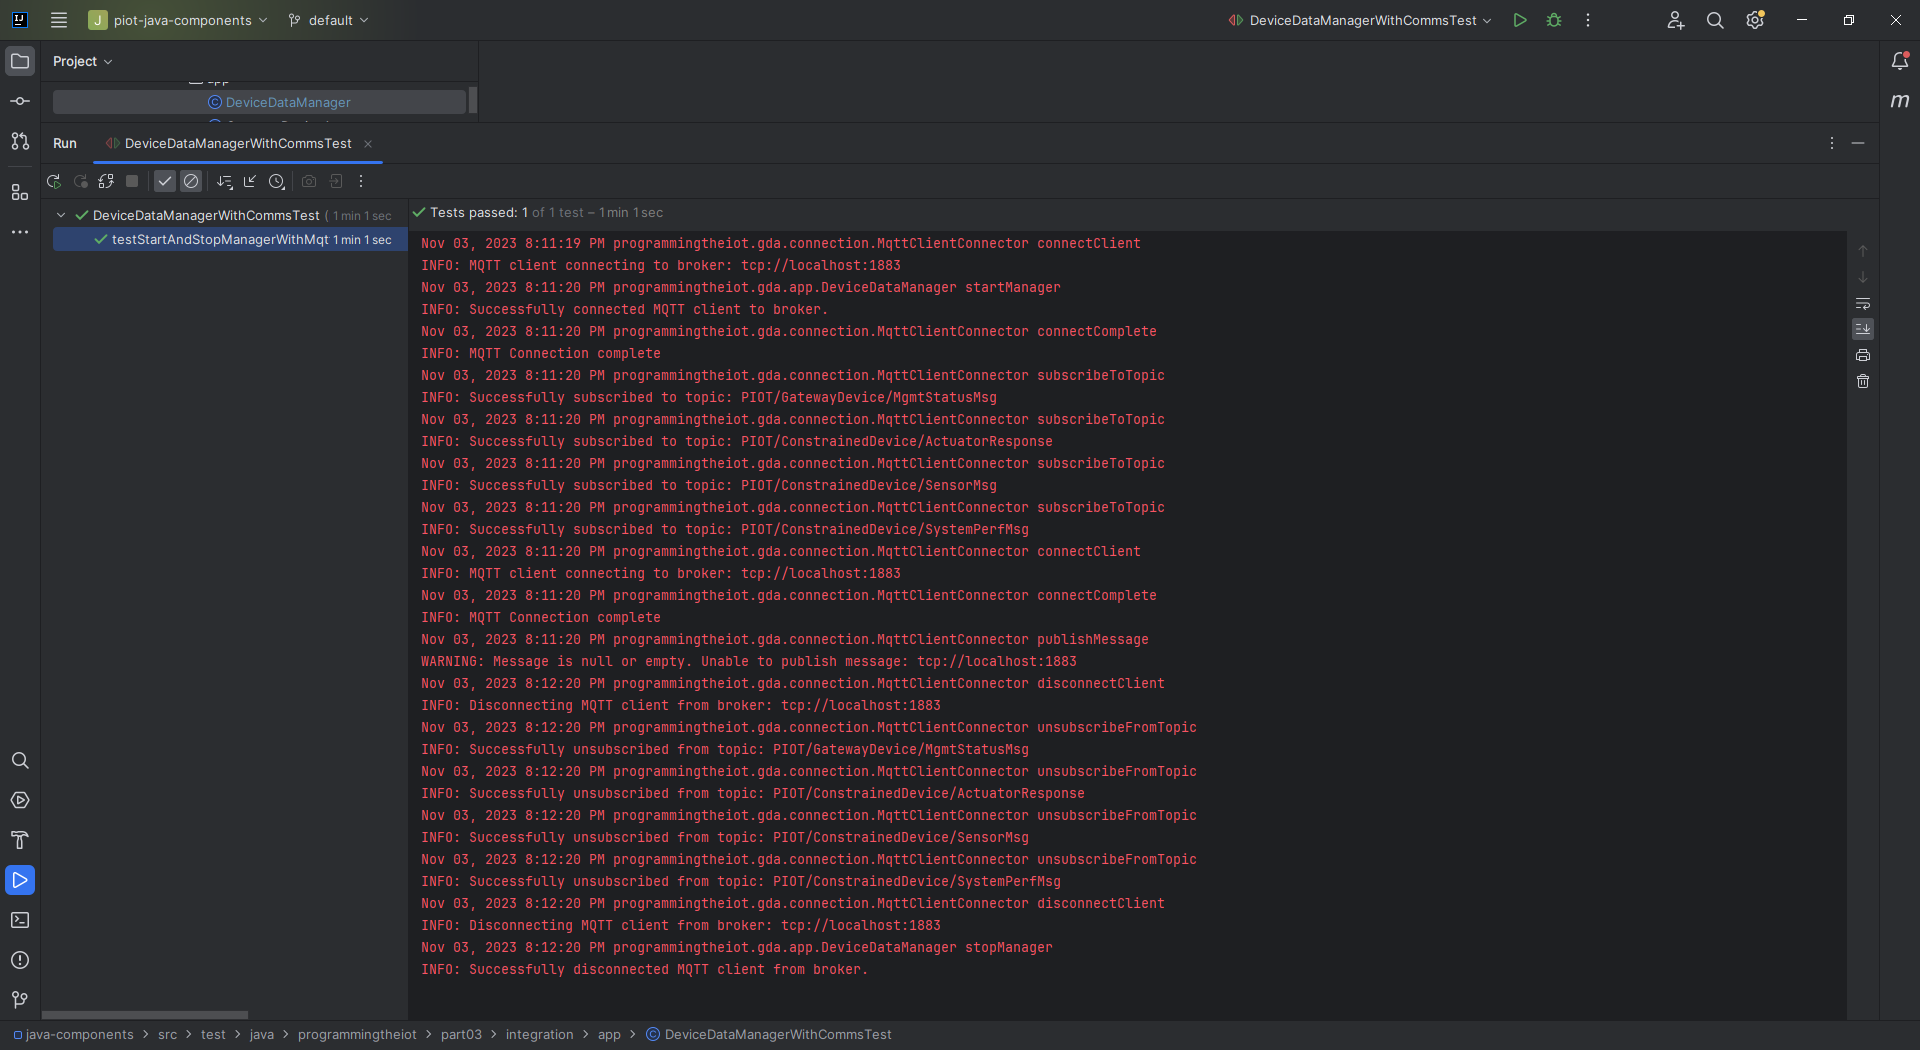 J piot-java-components default DeviceDataManagerWithCommsTest
Project
DeviceDataManager
Run DeviceDataManagerWithCommsTest
DeviceDataManagerWithCommsTest ( 1 min 1 sec
testStartAndStopManagerWithMqt 1 min 1 sec
Tests passed: 1 of 1 test – 1 min 1 sec
Nov 03, 2023 8:11:19 PM programmingtheiot.gda.connection.MqttClientConnector connectClient
INFO: MQTT client connecting to broker: tcp://localhost:1883
Nov 03, 2023 8:11:20 PM programmingtheiot.gda.app.DeviceDataManager startManager
INFO: Successfully connected MQTT client to broker.
Nov 03, 2023 8:11:20 PM programmingtheiot.gda.connection.MqttClientConnector connectComplete
INFO: MQTT Connection complete
Nov 03, 2023 8:11:20 PM programmingtheiot.gda.connection.MqttClientConnector subscribeToTopic
INFO: Successfully subscribed to topic: PIOT/GatewayDevice/MgmtStatusMsg
Nov 03, 2023 8:11:20 PM programmingtheiot.gda.connection.MqttClientConnector subscribeToTopic
INFO: Successfully subscribed to topic: PIOT/ConstrainedDevice/ActuatorResponse
Nov 03, 2023 8:11:20 PM programmingtheiot.gda.connection.MqttClientConnector subscribeToTopic
INFO: Successfully subscribed to topic: PIOT/ConstrainedDevice/SensorMsg
Nov 03, 2023 8:11:20 PM programmingtheiot.gda.connection.MqttClientConnector subscribeToTopic
INFO: Successfully subscribed to topic: PIOT/ConstrainedDevice/SystemPerfMsg
Nov 03, 2023 8:11:20 PM programmingtheiot.gda.connection.MqttClientConnector connectClient
INFO: MQTT client connecting to broker: tcp://localhost:1883
Nov 03, 2023 8:11:20 PM programmingtheiot.gda.connection.MqttClientConnector connectComplete
INFO: MQTT Connection complete
Nov 03, 2023 8:11:20 PM programmingtheiot.gda.connection.MqttClientConnector publishMessage
WARNING: Message is null or empty. Unable to publish message: tcp://localhost:1883
Nov 03, 2023 8:12:20 PM programmingtheiot.gda.connection.MqttClientConnector disconnectClient
INFO: Disconnecting MQTT client from broker: tcp://localhost:1883
Nov 03, 2023 8:12:20 PM programmingtheiot.gda.connection.MqttClientConnector unsubscribeFromTopic
INFO: Successfully unsubscribed from topic: PIOT/GatewayDevice/MgmtStatusMsg
Nov 03, 2023 8:12:20 PM programmingtheiot.gda.connection.MqttClientConnector unsubscribeFromTopic
INFO: Successfully unsubscribed from topic: PIOT/ConstrainedDevice/ActuatorResponse
Nov 03, 2023 8:12:20 PM programmingtheiot.gda.connection.MqttClientConnector unsubscribeFromTopic
INFO: Successfully unsubscribed from topic: PIOT/ConstrainedDevice/SensorMsg
Nov 03, 2023 8:12:20 PM programmingtheiot.gda.connection.MqttClientConnector unsubscribeFromTopic
INFO: Successfully unsubscribed from topic: PIOT/ConstrainedDevice/SystemPerfMsg
Nov 03, 2023 8:12:20 PM programmingtheiot.gda.connection.MqttClientConnector disconnectClient
INFO: Disconnecting MQTT client from broker: tcp://localhost:1883
Nov 03, 2023 8:12:20 PM programmingtheiot.gda.app.DeviceDataManager stopManager
INFO: Successfully disconnected MQTT client from broker.
java-components > src > test > java > programmingtheiot > part03 > integration > app > DeviceDataManagerWithCommsTest